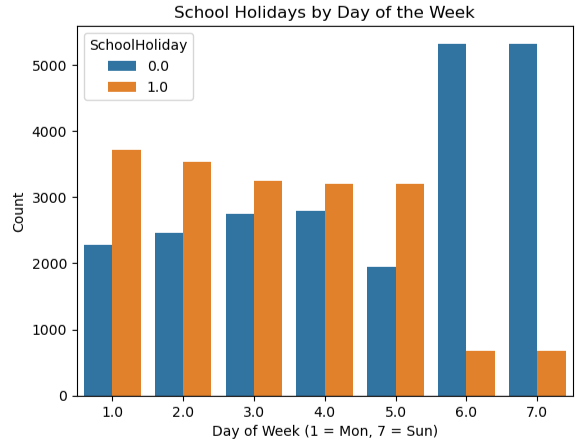 School Holidays by Day of the Week
SchoolHoliday
0.0
1.0
Count
5000
4000
3000
2000
1000
0
1.0 2.0 3.0 4.0 5.0 6.0 7.0
Day of Week (1 = Mon, 7 = Sun)